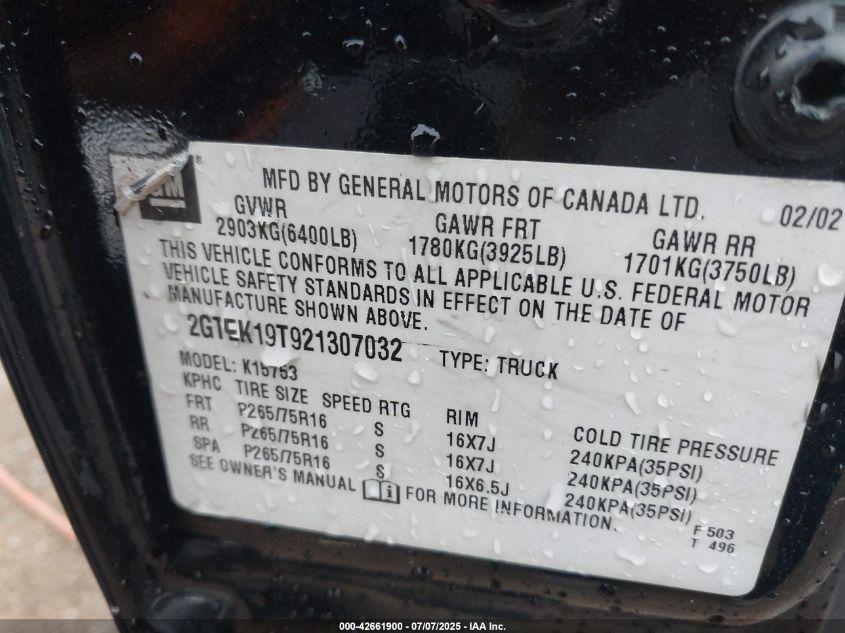 GM ®
MFD BY GENERAL MOTORS OF CANADA LTD. 02/02
GVWR GAWR FRT GAWR RR
2903KG(6400LB) 1780KG(3925LB) 1701KG(3750LB)
THIS VEHICLE CONFORMS TO ALL APPLICABLE U.S. FEDERAL MOTOR
VEHICLE SAFETY STANDARDS IN EFFECT ON THE DATE OF
MANUFACTURE SHOWN ABOVE.
2GTEK19T921307032 TYPE: TRUCK
MODEL: K15753
KPHC TIRE SIZE SPEED RTG RIM COLD TIRE PRESSURE
FRT P265/75R16 S 16X7J 240KPA(35PSI)
RR P265/75R16 S 16X7J 240KPA(35PSI)
SPA P265/75R16 S 16X6.5J 240KPA(35PSI)
SEE OWNER'S MANUAL FOR MORE INFORMATION.
F 503
T 496
000-42661900 - 07/07/2025 - IAA Inc.